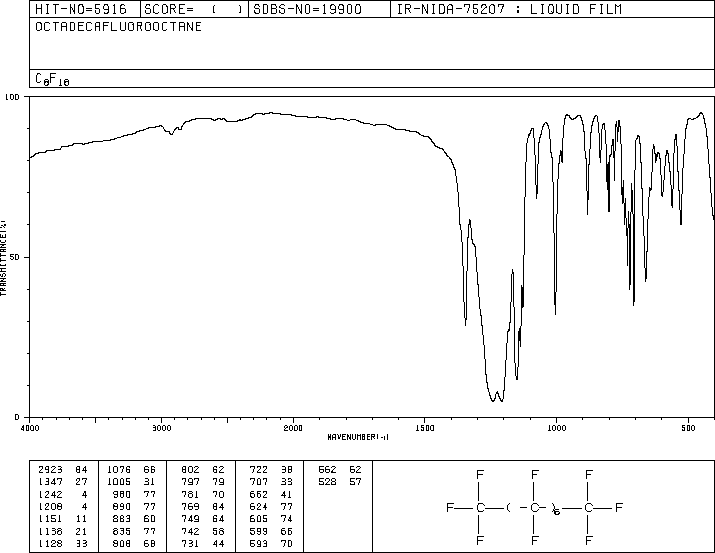 HIT-NO=5916 SCORE= ( ) SDBS-NO=19900 IR-NIDA-75207 : LIQUID FILM
OCTADECAFLUOROOCTANE
C8F18
100
50
0
TRANSMITTANCE(%)
4000 3000 2000 1500 1000 500
WAVENUMBER(-1)
2923 84 1076 66 802 62 722 38 562 62
1347 27 1005 31 797 79 707 33 528 57
1242 4 980 77 781 70 662 41
1208 4 890 77 769 84 624 77
1151 11 883 60 749 64 605 74
1138 21 835 77 742 58 599 66
1128 33 808 68 731 44 593 70
F F F
F C ( C )6 C F
F F F